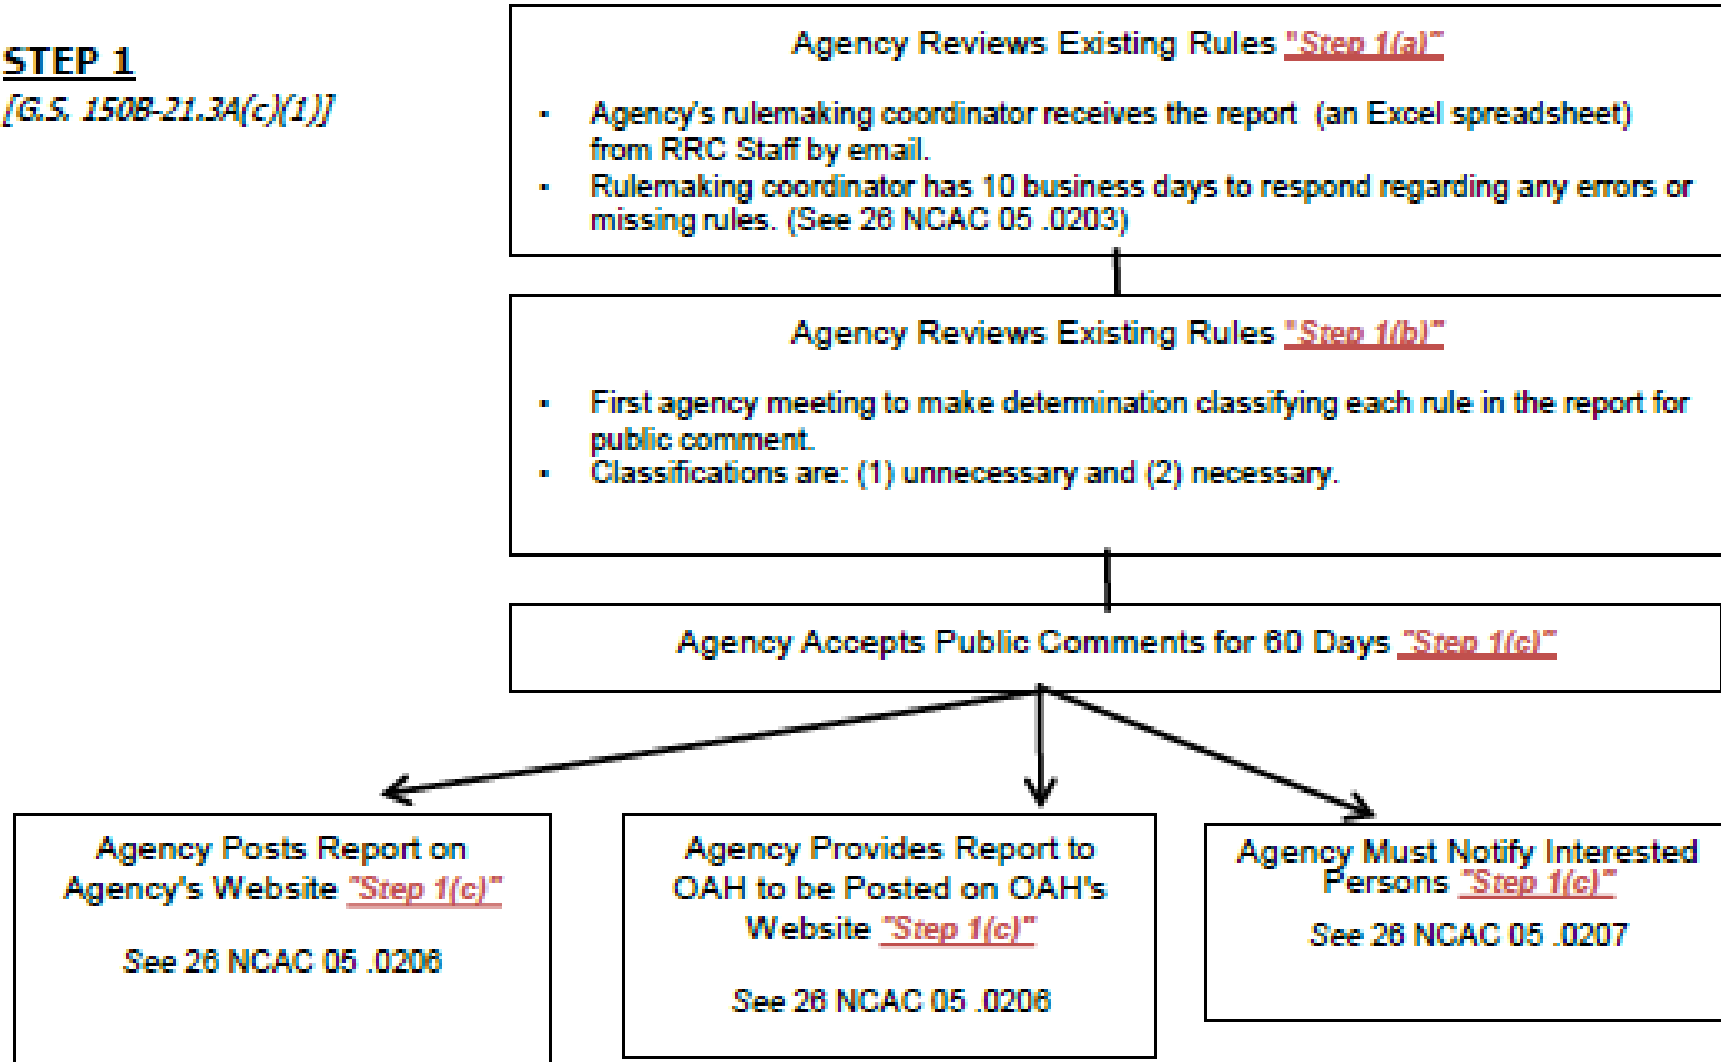 STEP 1
[G.S. 150B-21.3A(c)(1)]
Agency Reviews Existing Rules "Step 1(a)"
- Agency's rulemaking coordinator receives the report (an Excel spreadsheet)
from RRC Staff by email.
- Rulemaking coordinator has 10 business days to respond regarding any errors or
missing rules. (See 26 NCAC 05 .0203)
Agency Reviews Existing Rules "Step 1(b)"
- First agency meeting to make determination classifying each rule in the report for
public comment.
- Classifications are: (1) unnecessary and (2) necessary.
Agency Accepts Public Comments for 60 Days "Step 1(c)"
Agency Posts Report on
Agency's Website "Step 1(c)"
See 26 NCAC 05 .0206
Agency Provides Report to
OAH to be Posted on OAH's
Website "Step 1(c)"
See 26 NCAC 05 .0206
Agency Must Notify Interested
Persons "Step 1(c)"
See 26 NCAC 05 .0207